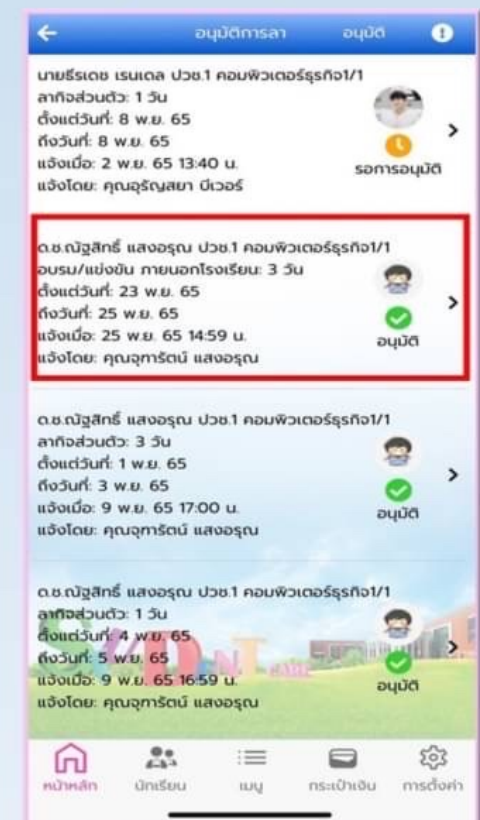 อนุมัติการลา อนุมัติ
นายธีรเดช เรนเดล ปวช.1 คอมพิวเตอร์ธุรกิจ1/1
ลากิจส่วนตัว: 1 วัน
ตั้งแต่วันที่: 8 พ.ย. 65
ถึงวันที่: 8 พ.ย. 65
แจ้งเมื่อ: 2 พ.ย. 65 13:40 น.
แจ้งโดย: คุณอุรัญสยา บีเวอร์
รอการอนุมัติ
ด.ช.ณัฐสิทธิ์ แสงอรุณ ปวช.1 คอมพิวเตอร์ธุรกิจ1/1
อบรม/แข่งขัน ภายนอกโรงเรียน: 3 วัน
ตั้งแต่วันที่: 23 พ.ย. 65
ถึงวันที่: 25 พ.ย. 65
แจ้งเมื่อ: 25 พ.ย. 65 14:59 น.
แจ้งโดย: คุณจุฑารัตน์ แสงอรุณ
อนุมัติ
ด.ช.ณัฐสิทธิ์ แสงอรุณ ปวช.1 คอมพิวเตอร์ธุรกิจ1/1
ลากิจส่วนตัว: 3 วัน
ตั้งแต่วันที่: 1 พ.ย. 65
ถึงวันที่: 3 พ.ย. 65
แจ้งเมื่อ: 9 พ.ย. 65 17:00 น.
แจ้งโดย: คุณจุฑารัตน์ แสงอรุณ
อนุมัติ
ด.ช.ณัฐสิทธิ์ แสงอรุณ ปวช.1 คอมพิวเตอร์ธุรกิจ1/1
ลากิจส่วนตัว: 1 วัน
ตั้งแต่วันที่: 4 พ.ย. 65
ถึงวันที่: 5 พ.ย. 65
แจ้งเมื่อ: 9 พ.ย. 65 16:59 น.
แจ้งโดย: คุณจุฑารัตน์ แสงอรุณ
อนุมัติ
หน้าหลัก นักเรียน เมนู กระเป๋าเงิน การตั้งค่า